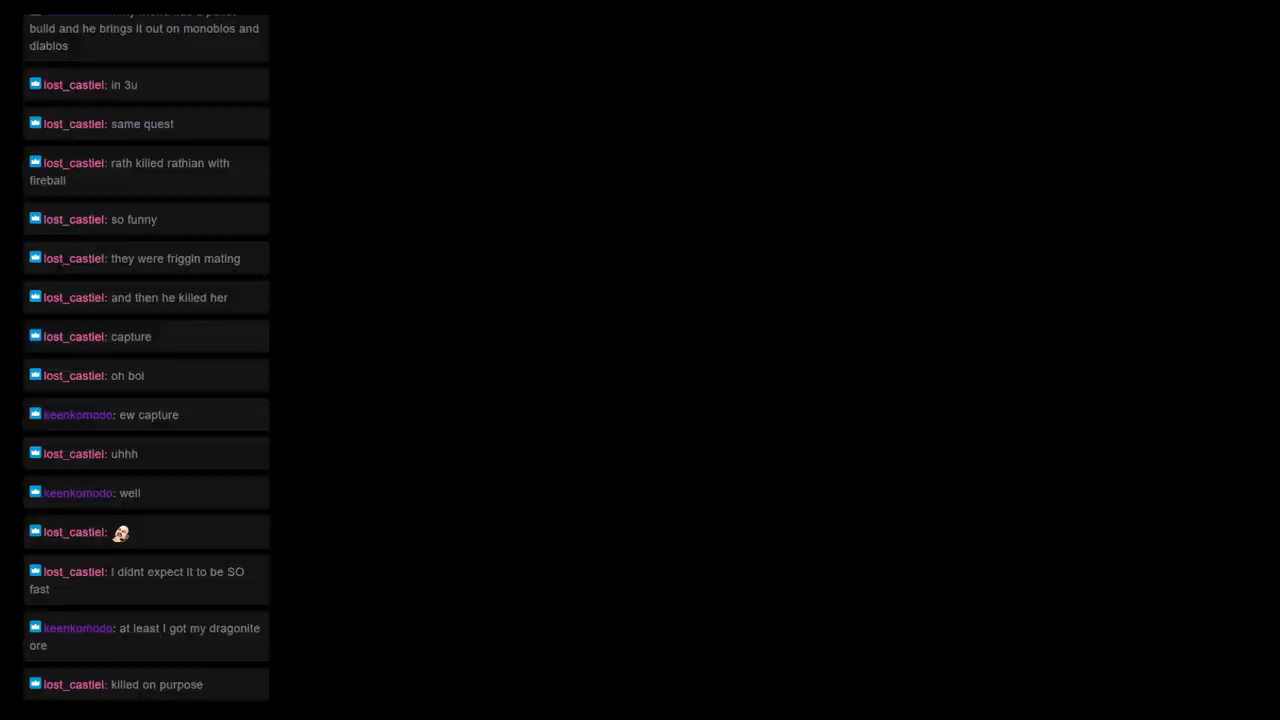 build and he brings it out on monoblos and
diablos
lost_castiel: in 3u
lost_castiel: same quest
lost_castiel: rath killed rathian with
fireball
lost_castiel: so funny
lost_castiel: they were friggin mating
lost_castiel: and then he killed her
lost_castiel: capture
lost_castiel: oh boi
keenkomodo: ew capture
lost_castiel: uhhh
keenkomodo: well
lost_castiel:
lost_castiel: I didnt expect it to be SO
fast
keenkomodo: at least I got my dragonite
ore
lost_castiel: killed on purpose